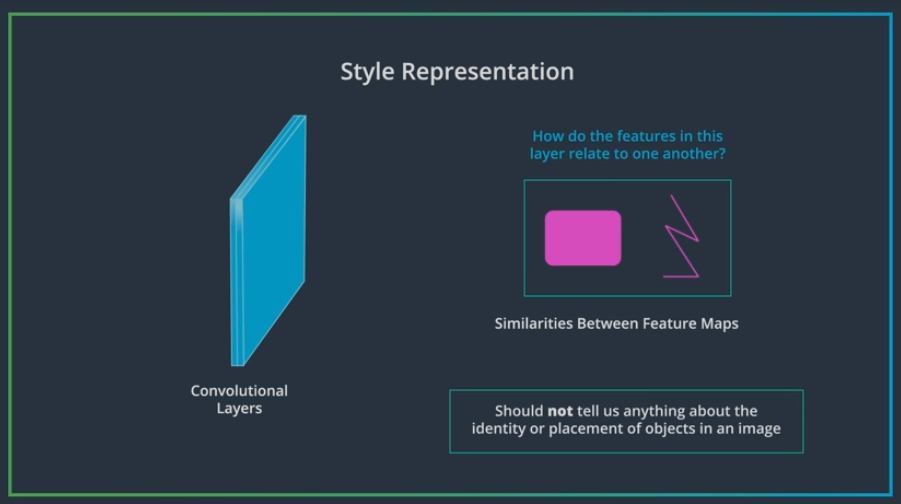 Style Representation
How do the features in this
layer relate to one another?
Similarities Between Feature Maps
Convolutional
Layers
Should not tell us anything about the
identity or placement of objects in an image